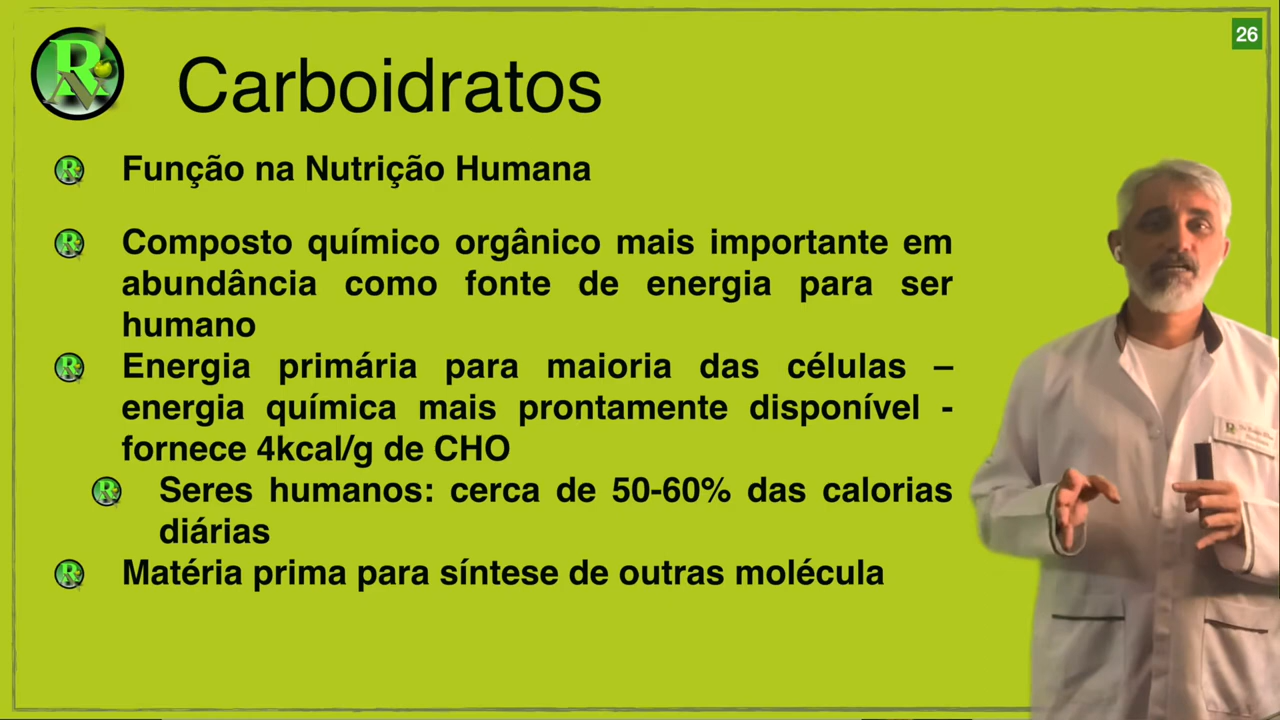 26
Carboidratos
Função na Nutrição Humana
Composto químico orgânico mais importante em
abundância como fonte de energia para ser
humano
Energia primária para maioria das células –
energia química mais prontamente disponível -
fornece 4kcal/g de CHO
Seres humanos: cerca de 50-60% das calorias
diárias
Matéria prima para síntese de outras molécula